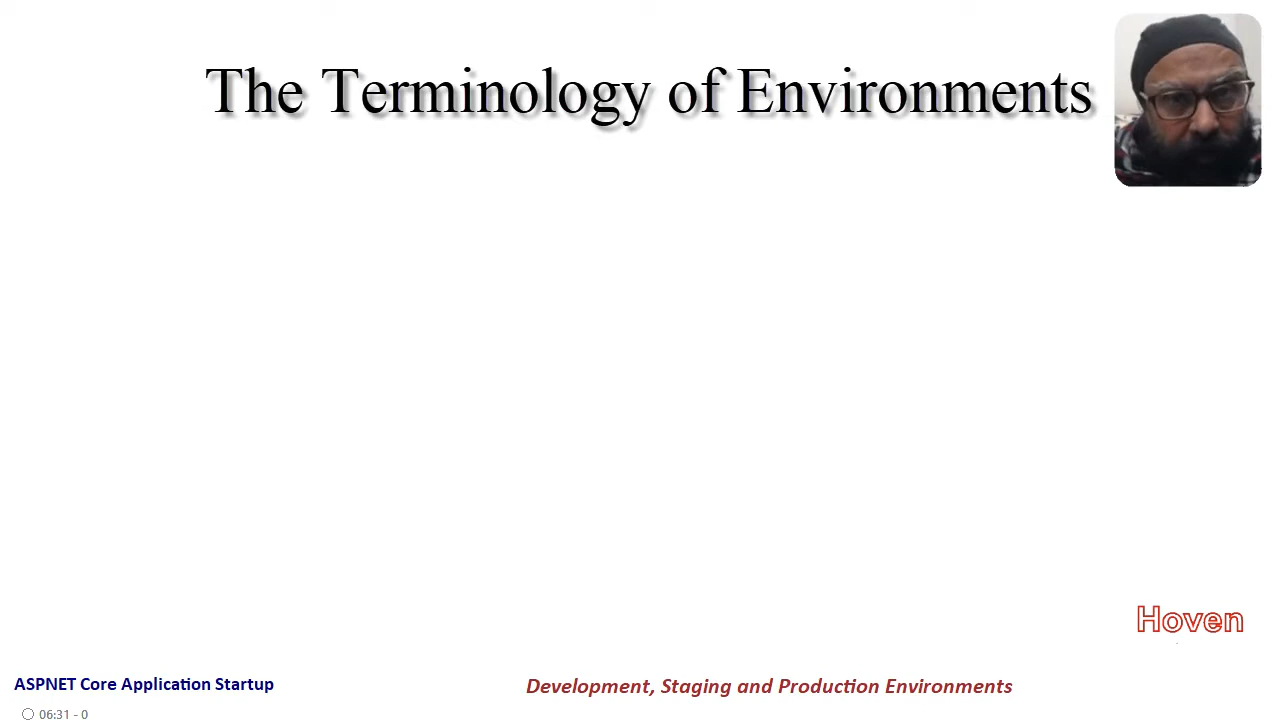 The Terminology of Environments
Hoven
ASPNET Core Application Startup
Development, Staging and Production Environments
06:31 - 0